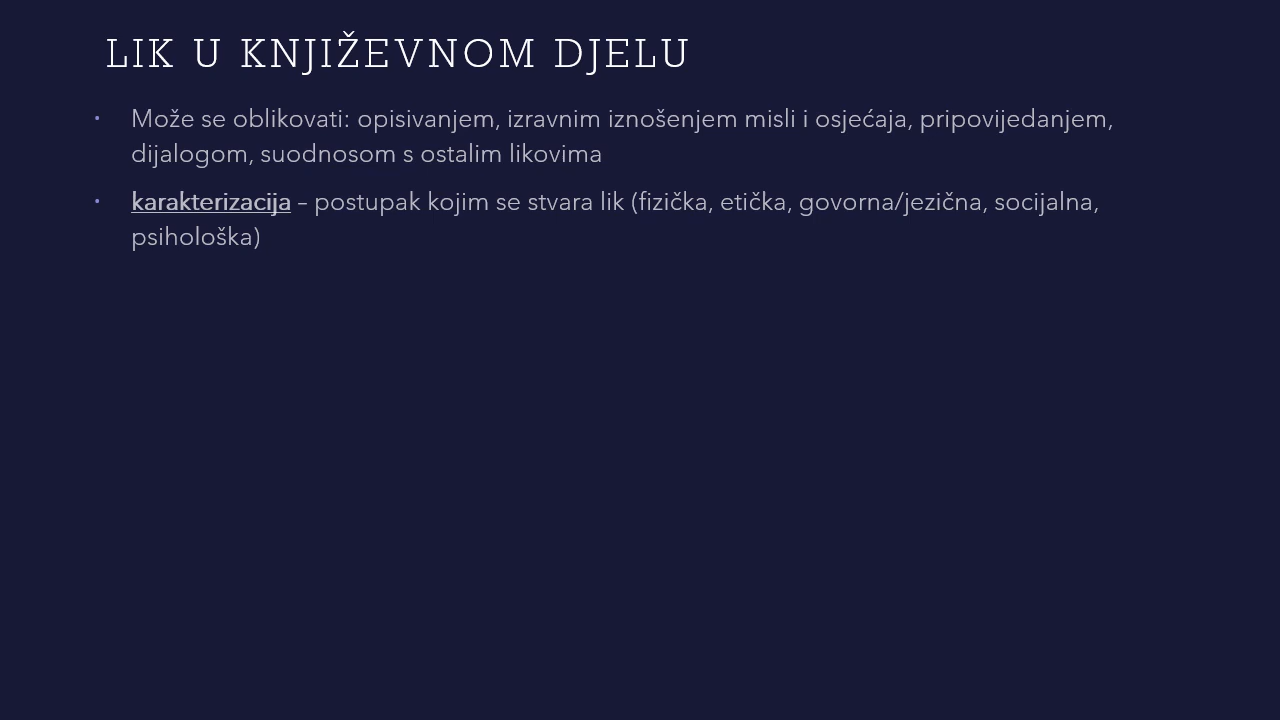 LIK U KNJIŽEVNOM DJELU
• Može se oblikovati: opisivanjem, izravnim iznošenjem misli i osjećaja, pripovijedanjem,
dijalogom, suodnosom s ostalim likovima
• karakterizacija – postupak kojim se stvara lik (fizička, etička, govorna/jezična, socijalna,
psihološka)